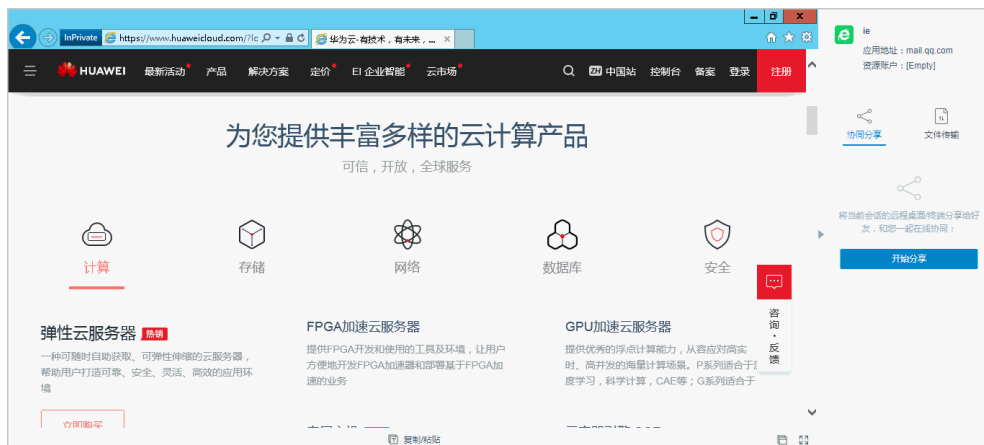 InPrivate
https://www.huaweicloud.com/?lc
华为云-有技术，有未来，...
HUAWEI
最新活动
产品
解决方案
定价
EI 企业智能
云市场
ZH 中国站
控制台
备案
登录
注册
为您提供丰富多样的云计算产品
可信，开放，全球服务
计算
存储
网络
数据库
安全
弹性云服务器 热销
一种可随时自助获取、可弹性伸缩的云服务器，
帮助用户打造可靠、安全、灵活、高效的应用环
境
立即购买
FPGA加速云服务器
提供FPGA开发和使用的工具及环境，让用户
方便地开发FPGA加速器和部署基于FPGA加
速的业务
GPU加速云服务器
提供优秀的浮点计算能力，从容应对高实
时、高并发的海量计算场景。P系列适合于
度学习，科学计算，CAE等；G系列适合于
咨询·反馈
复制/粘贴
ie
应用地址：mail.qq.com
资源账户：[Empty]
协同分享
文件传输
将当前会话的远程桌面/终端分享给好
友，和您一起在线协同；
开始分享